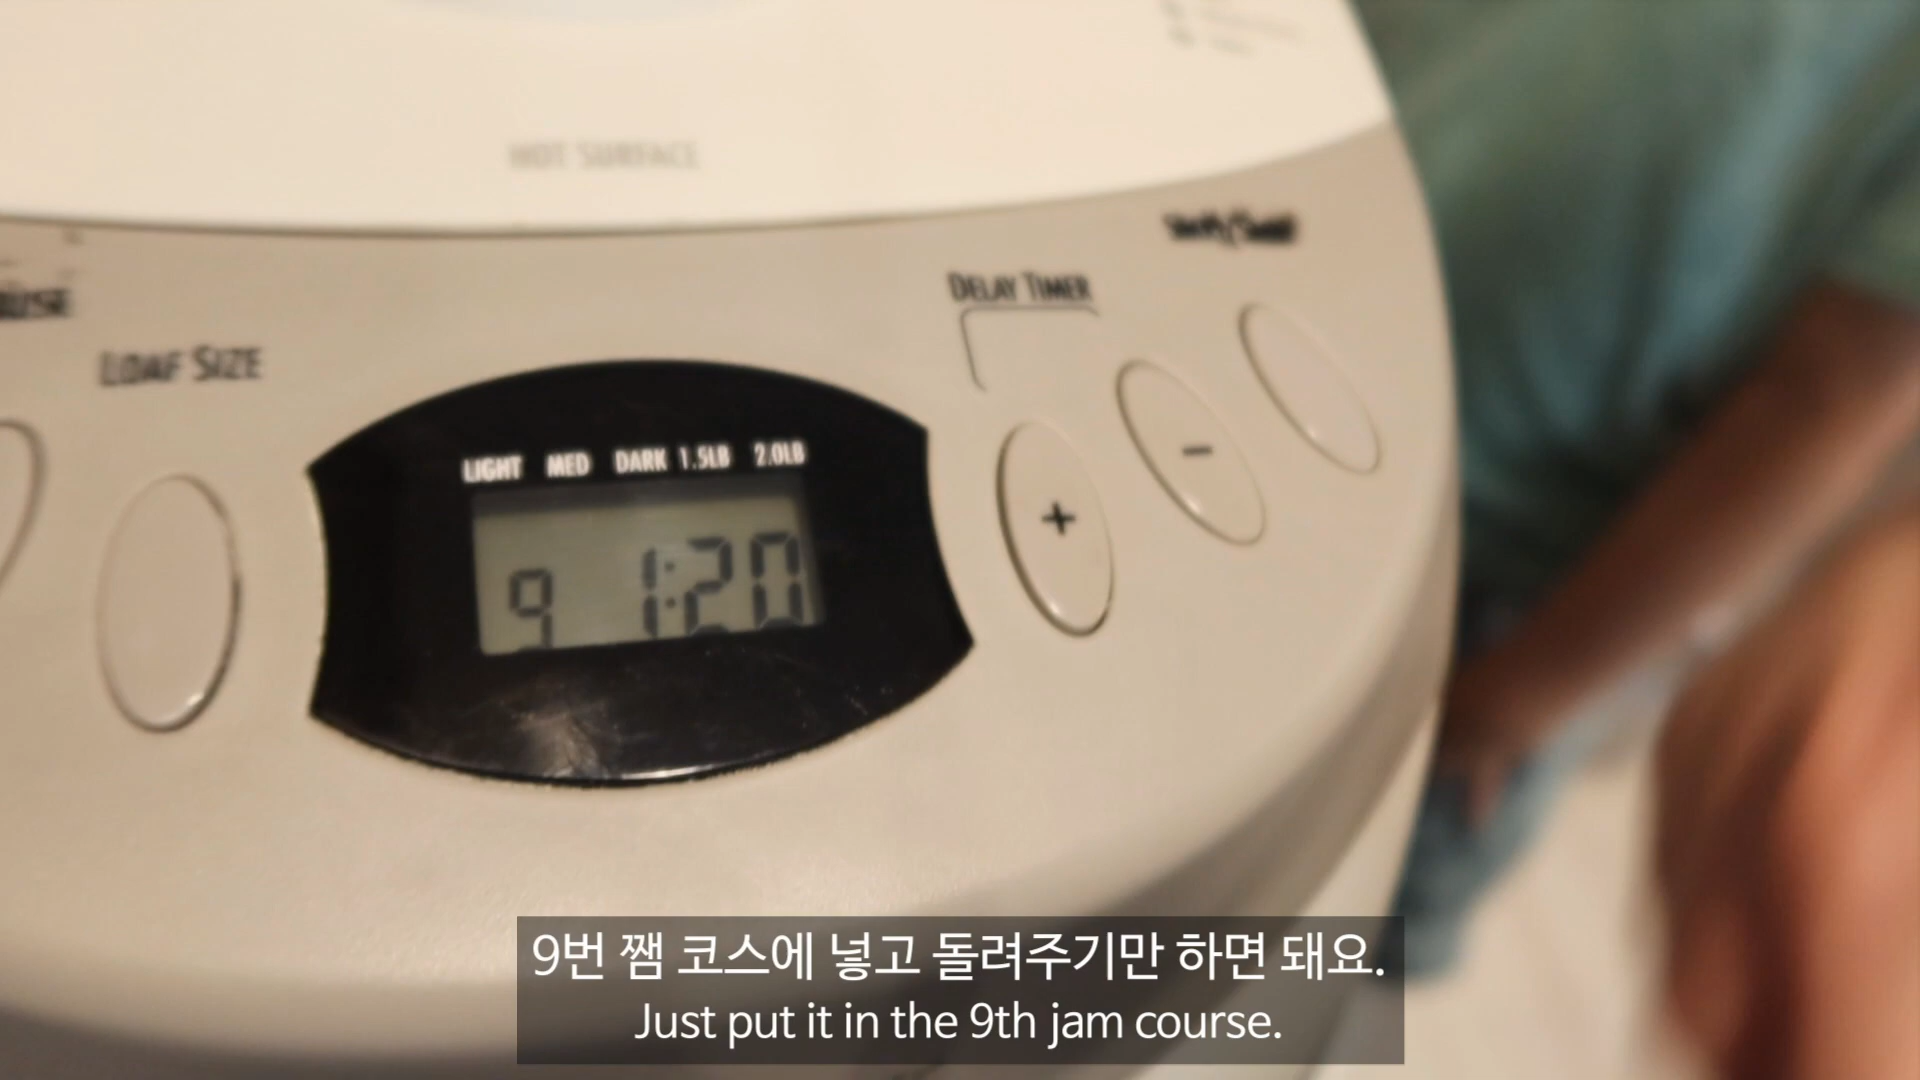 HOT SURFACE
DELAY TIMER
LOAF SIZE
LIGHT MED DARK 1.5LB 2.0LB
9 1:20
+
-
9번 쨈 코스에 넣고 돌려주기만 하면 돼요.
Just put it in the 9th jam course.